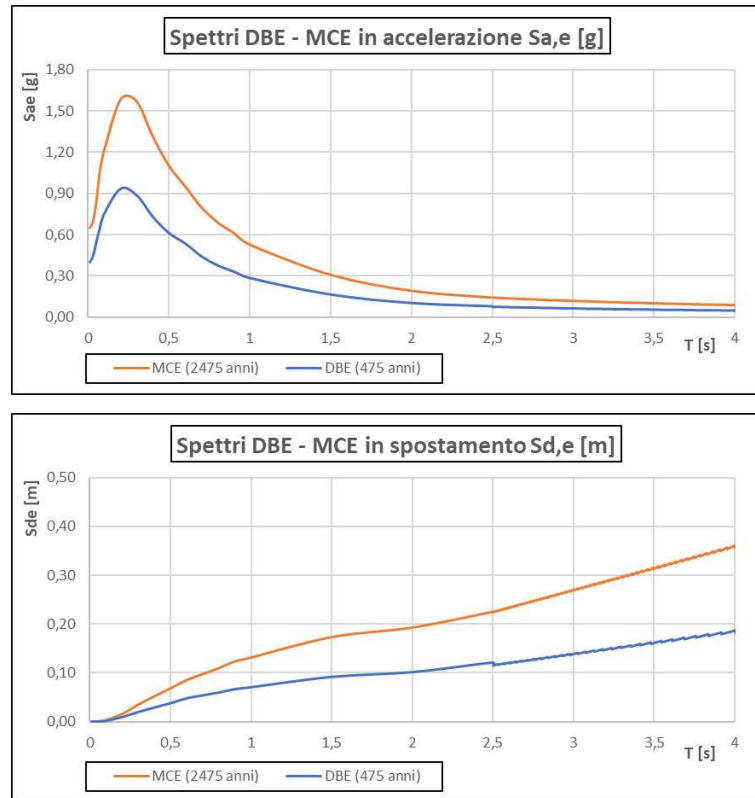 Spettri DBE - MCE in accelerazione Sa,e [g]
Sae [g]
1,80
1,50
1,20
0,90
0,60
0,30
0,00
0 0,5 1 1,5 2 2,5 3 3,5 4
T [s]
MCE (2475 anni) DBE (475 anni)
Spettri DBE - MCE in spostamento Sd,e [m]
Sde [m]
0,50
0,40
0,30
0,20
0,10
0,00
0 0,5 1 1,5 2 2,5 3 3,5 4
T [s]
MCE (2475 anni) DBE (475 anni)